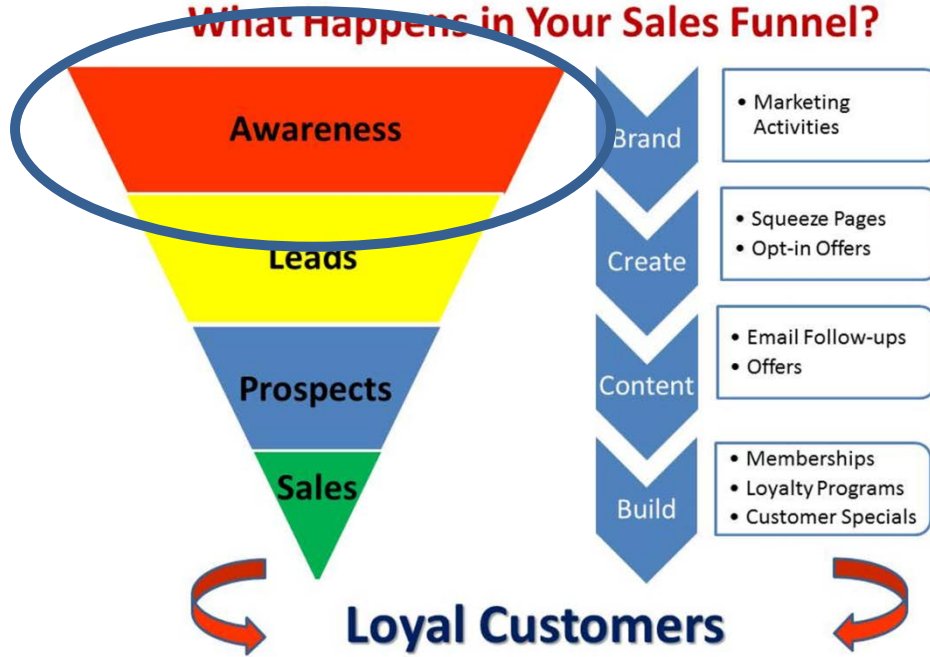 What Happens in Your Sales Funnel?
Awareness
Brand
• Marketing
Activities
Leads
Create
• Squeeze Pages
• Opt-in Offers
Prospects
Content
• Email Follow-ups
• Offers
Sales
Build
• Memberships
• Loyalty Programs
• Customer Specials
Loyal Customers